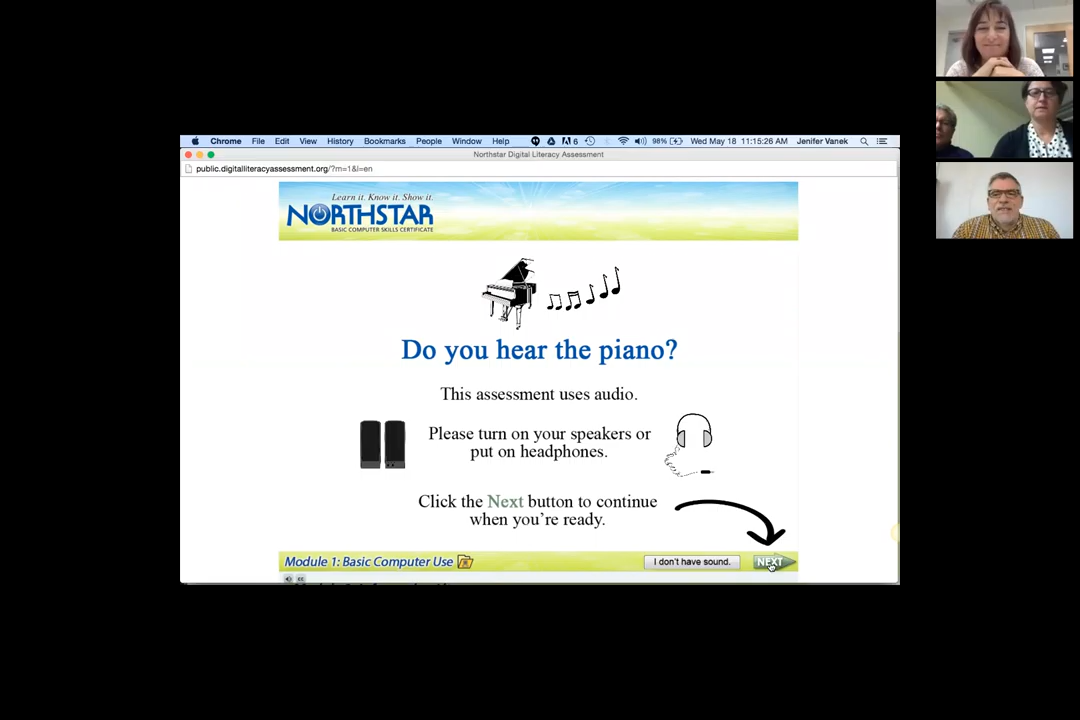 Chrome File Edit View History Bookmarks People Window Help 6 98% Wed May 18 11:15:26 AM Jenifer Vanek
Northstar Digital Literacy Assessment
public.digitalliteracyassessment.org/?m=1&l=en
Learn it. Know it. Show it.
NORTHSTAR
BASIC COMPUTER SKILLS CERTIFICATE
Do you hear the piano?
This assessment uses audio.
Please turn on your speakers or
put on headphones.
Click the Next button to continue
when you're ready.
Module 1: Basic Computer Use I don't have sound. NEXT